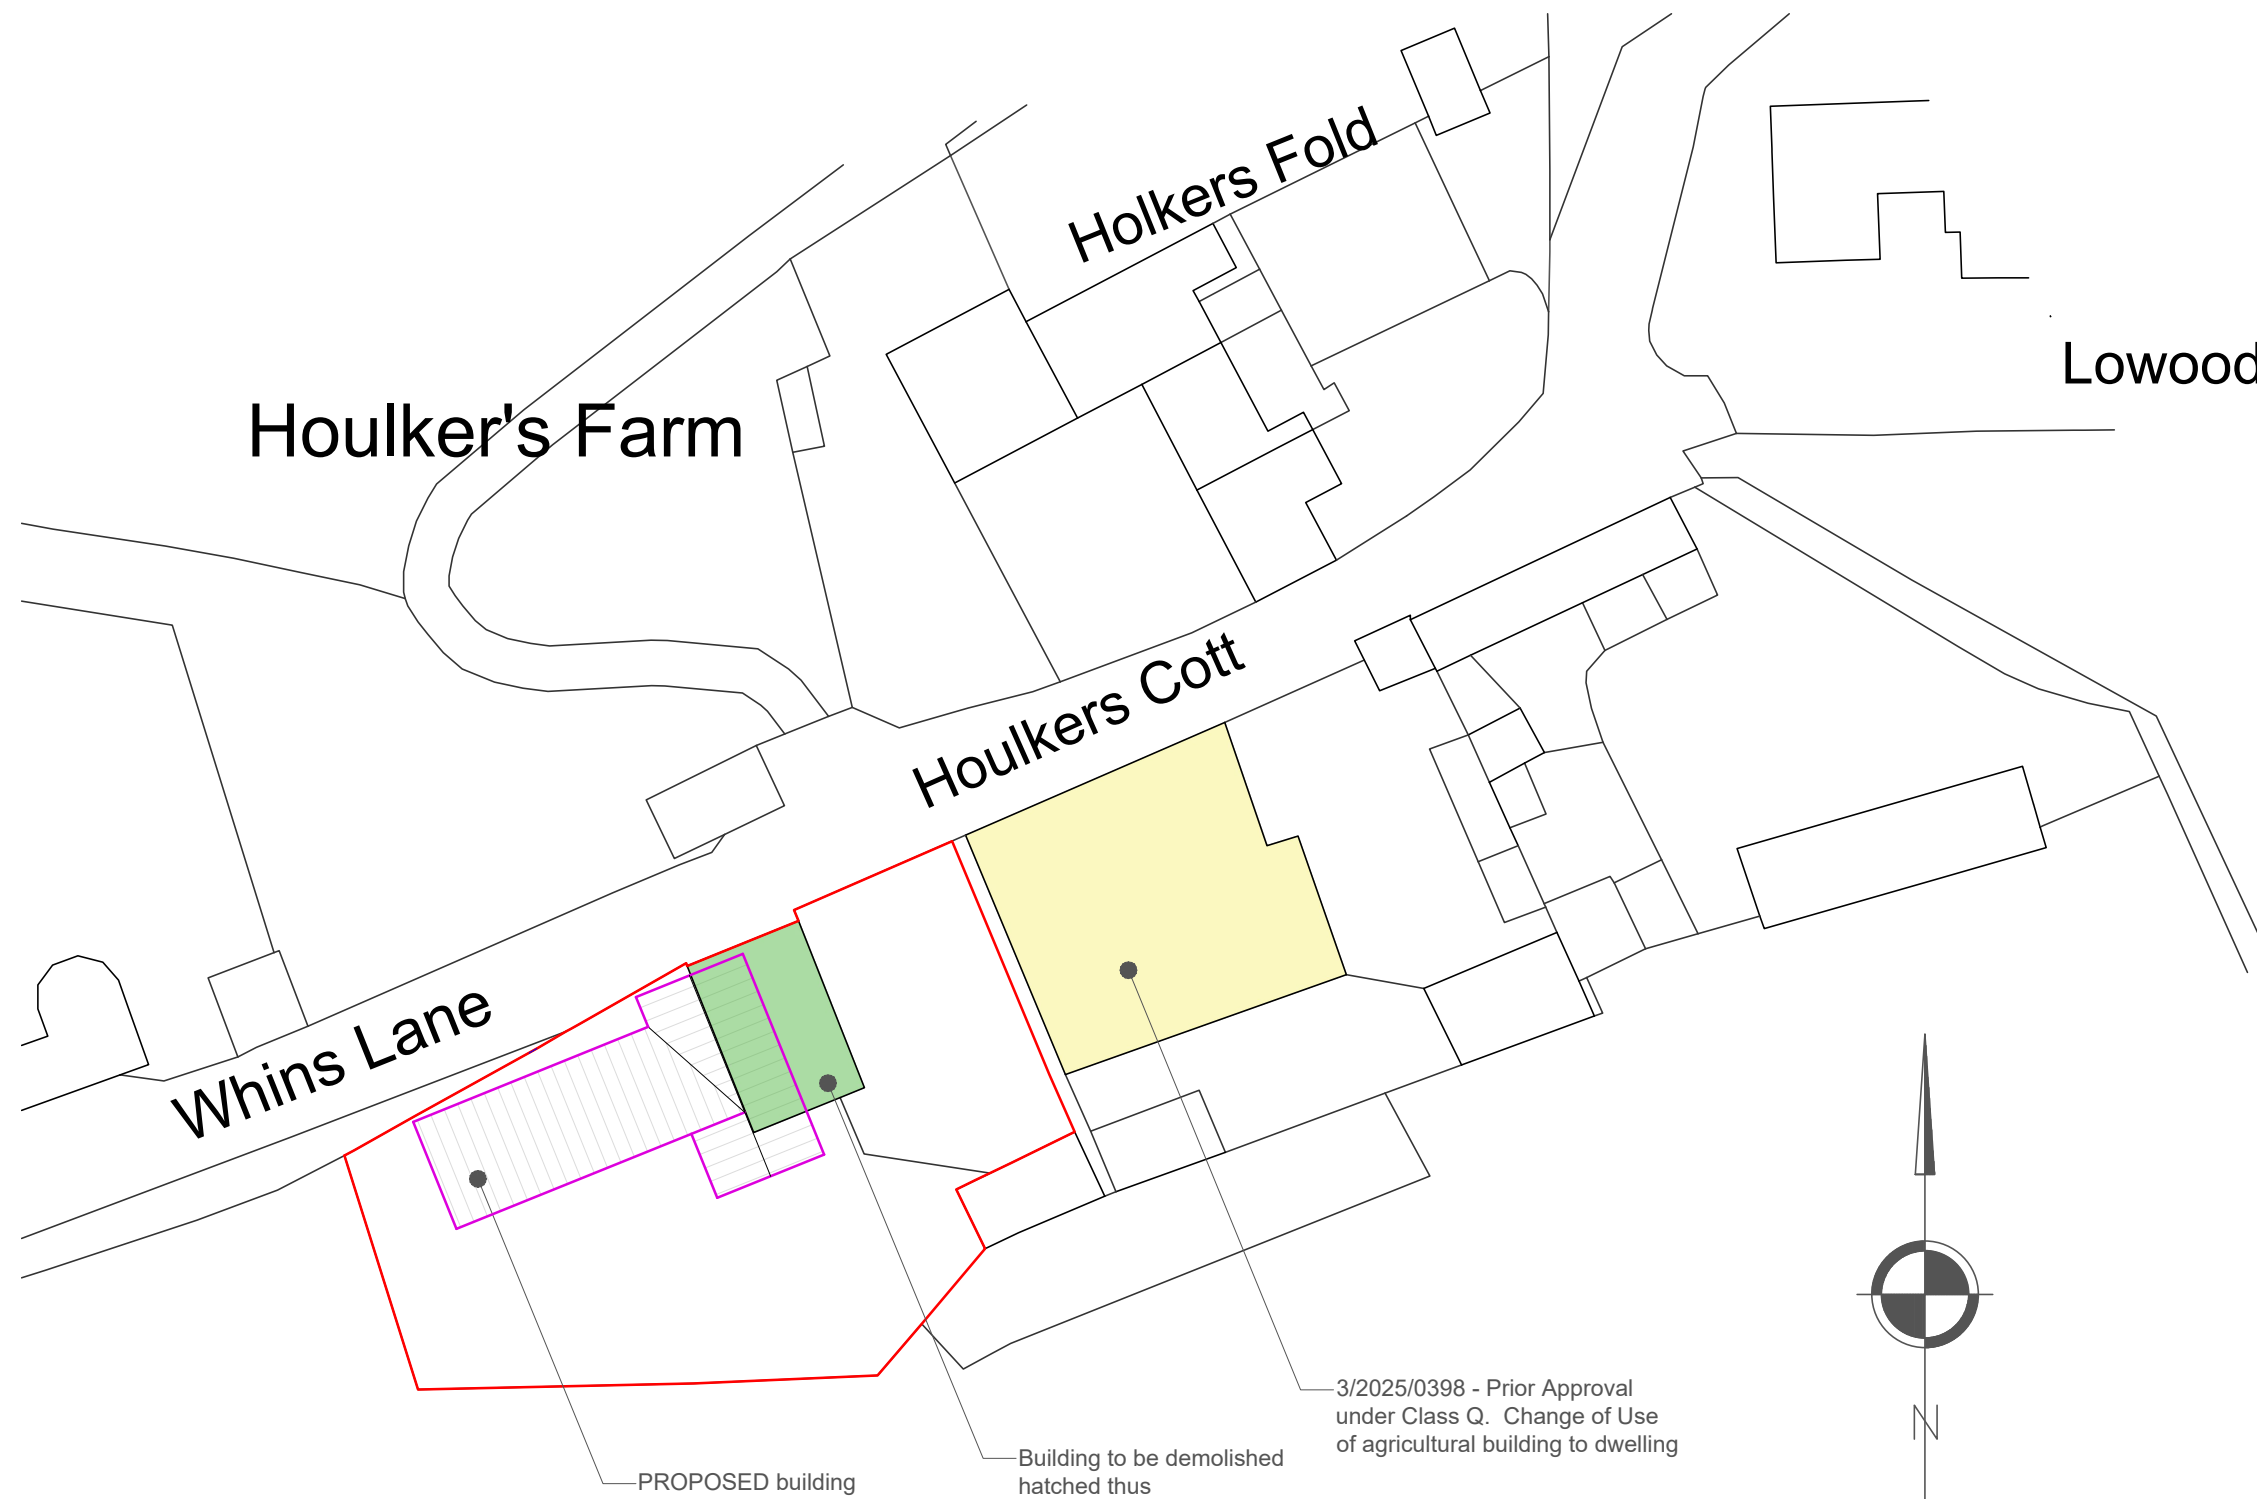 Holkers Fold
Lowood
Houlker's Farm
Houlkers Cott
Whins Lane
3/2025/0398 - Prior Approval
under Class Q.  Change of Use
of agricultural building to dwelling
N
Building to be demolished
hatched thus
PROPOSED building